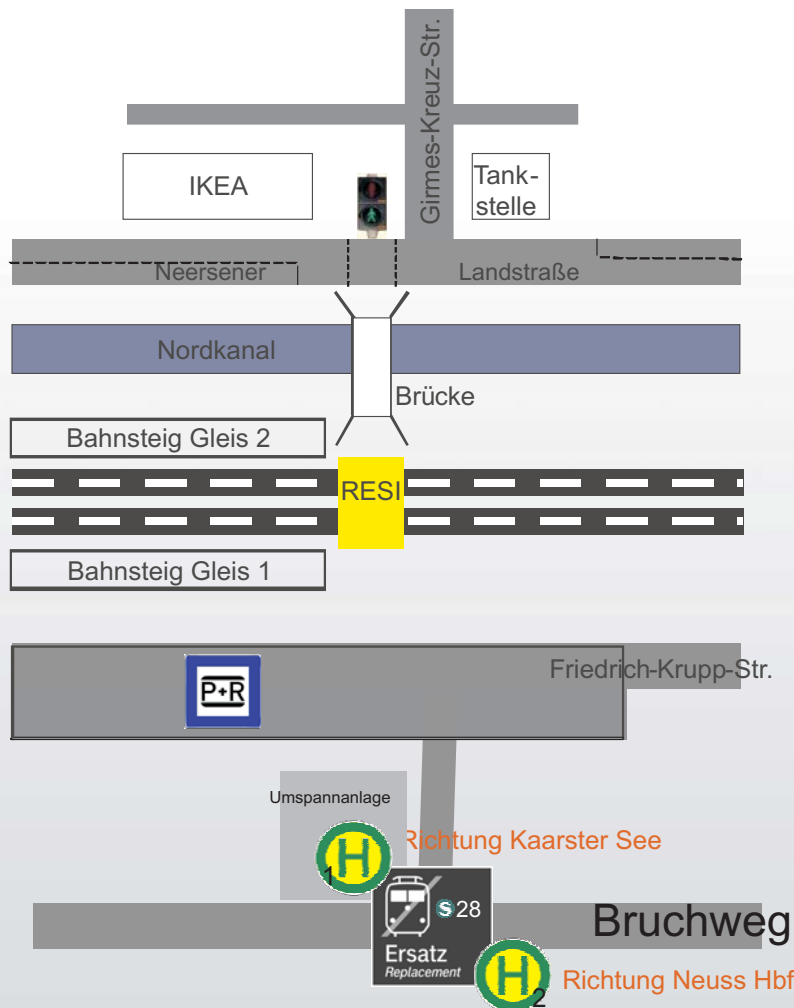 Girmes-Kreuz-Str.
IKEA
Tank-
stelle
Neersener Landstraße
Nordkanal
Brücke
Bahnsteig Gleis 2
RESI
Bahnsteig Gleis 1
Friedrich-Krupp-Str.
P+R
Umspannanlage
Richtung Kaarster See
H
1
S 28
Bruchweg
Ersatz
Replacement
H
2
Richtung Neuss Hbf